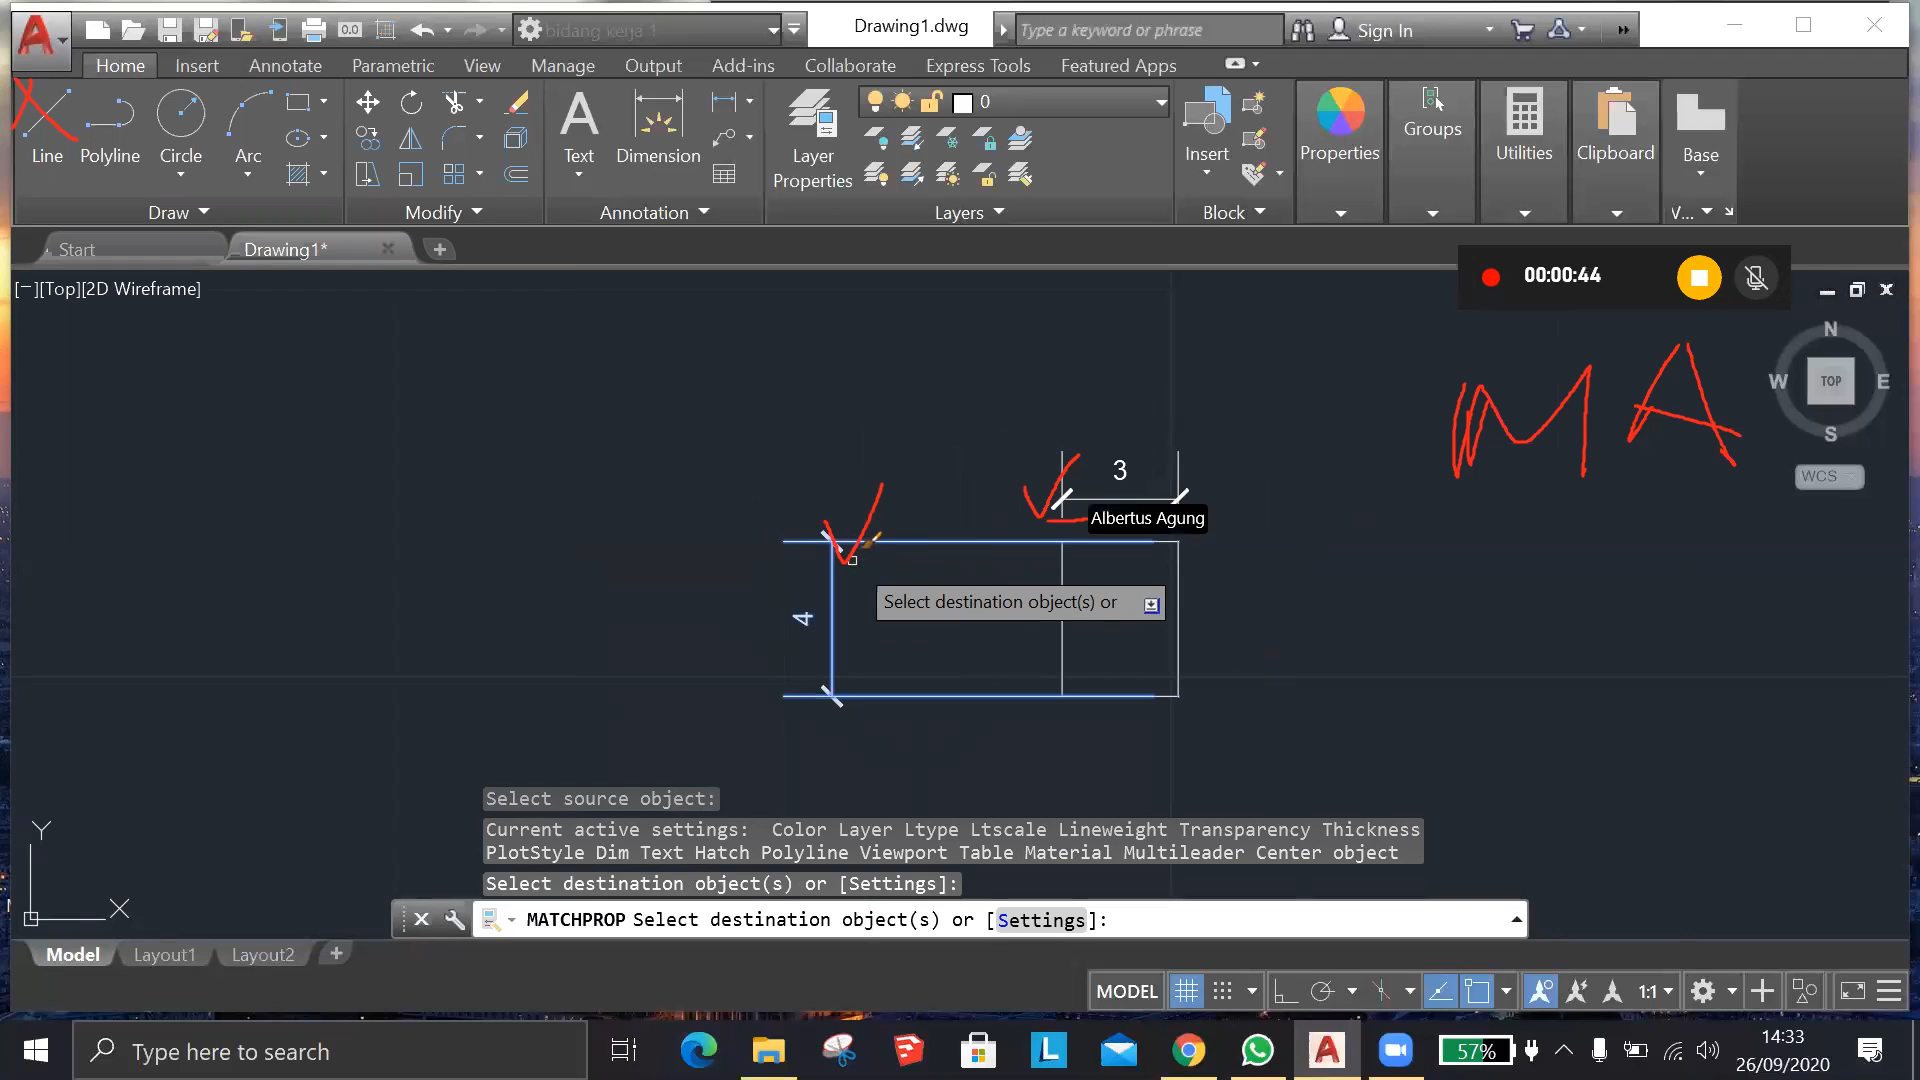 bidang kerja 1
Drawing1.dwg
Type a keyword or phrase
Sign In
Home Insert Annotate Parametric View Manage Output Add-ins Collaborate Express Tools Featured Apps
0
Line Polyline Circle Arc
Text Dimension
Layer Properties
Insert
Properties Groups Utilities Clipboard Base
Draw Modify Annotation Layers Block V...
Start Drawing1*
[−][Top][2D Wireframe]
00:00:44
MA
N
W TOP E
S
WCS
3
Albertus Agung
4
Select destination object(s) or
Select source object:
Current active settings: Color Layer Ltype Ltscale Lineweight Transparency Thickness
PlotStyle Dim Text Hatch Polyline Viewport Table Material Multileader Center object
Select destination object(s) or [Settings]:
MATCHPROP Select destination object(s) or [Settings]:
Y
X
Model Layout1 Layout2
MODEL 1:1
Type here to search
57%
14:33
26/09/2020